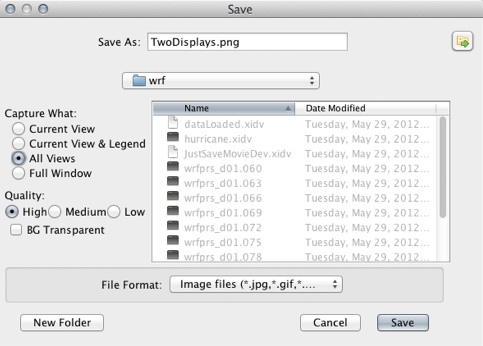 Save
Save As: TwoDisplays.png
wrf
Capture What:
Current View
Current View & Legend
All Views
Full Window
Quality:
High Medium Low
BG Transparent
Name Date Modified
dataLoaded.xidv Tuesday, May 29, 2012...
hurricane.xidv Tuesday, May 29, 2012...
JustSaveMovieDev.xidv Tuesday, May 29, 2012...
wrfprs_d01.060 Tuesday, May 29, 2012...
wrfprs_d01.063 Tuesday, May 29, 2012...
wrfprs_d01.066 Tuesday, May 29, 2012...
wrfprs_d01.069 Tuesday, May 29, 2012...
wrfprs_d01.072 Tuesday, May 29, 2012...
wrfprs_d01.075 Tuesday, May 29, 2012...
wrfprs_d01.078 Tuesday, May 29, 2012...
File Format: Image files (*.jpg,*.gif,*....
New Folder Cancel Save